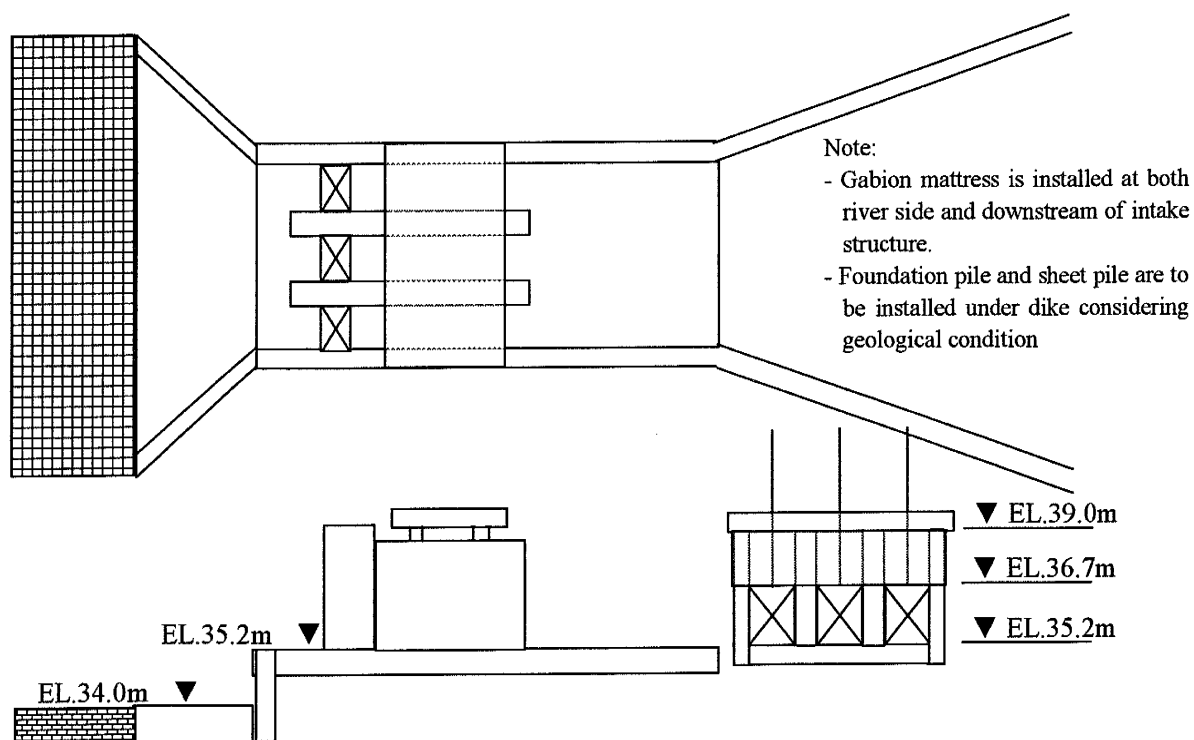 Note:
- Gabion mattress is installed at both
river side and downstream of intake
structure.
- Foundation pile and sheet pile are to
be installed under dike considering
geological condition
▼ EL.39.0m
▼ EL.36.7m
EL.35.2m ▼
▼ EL.35.2m
EL.34.0m ▼